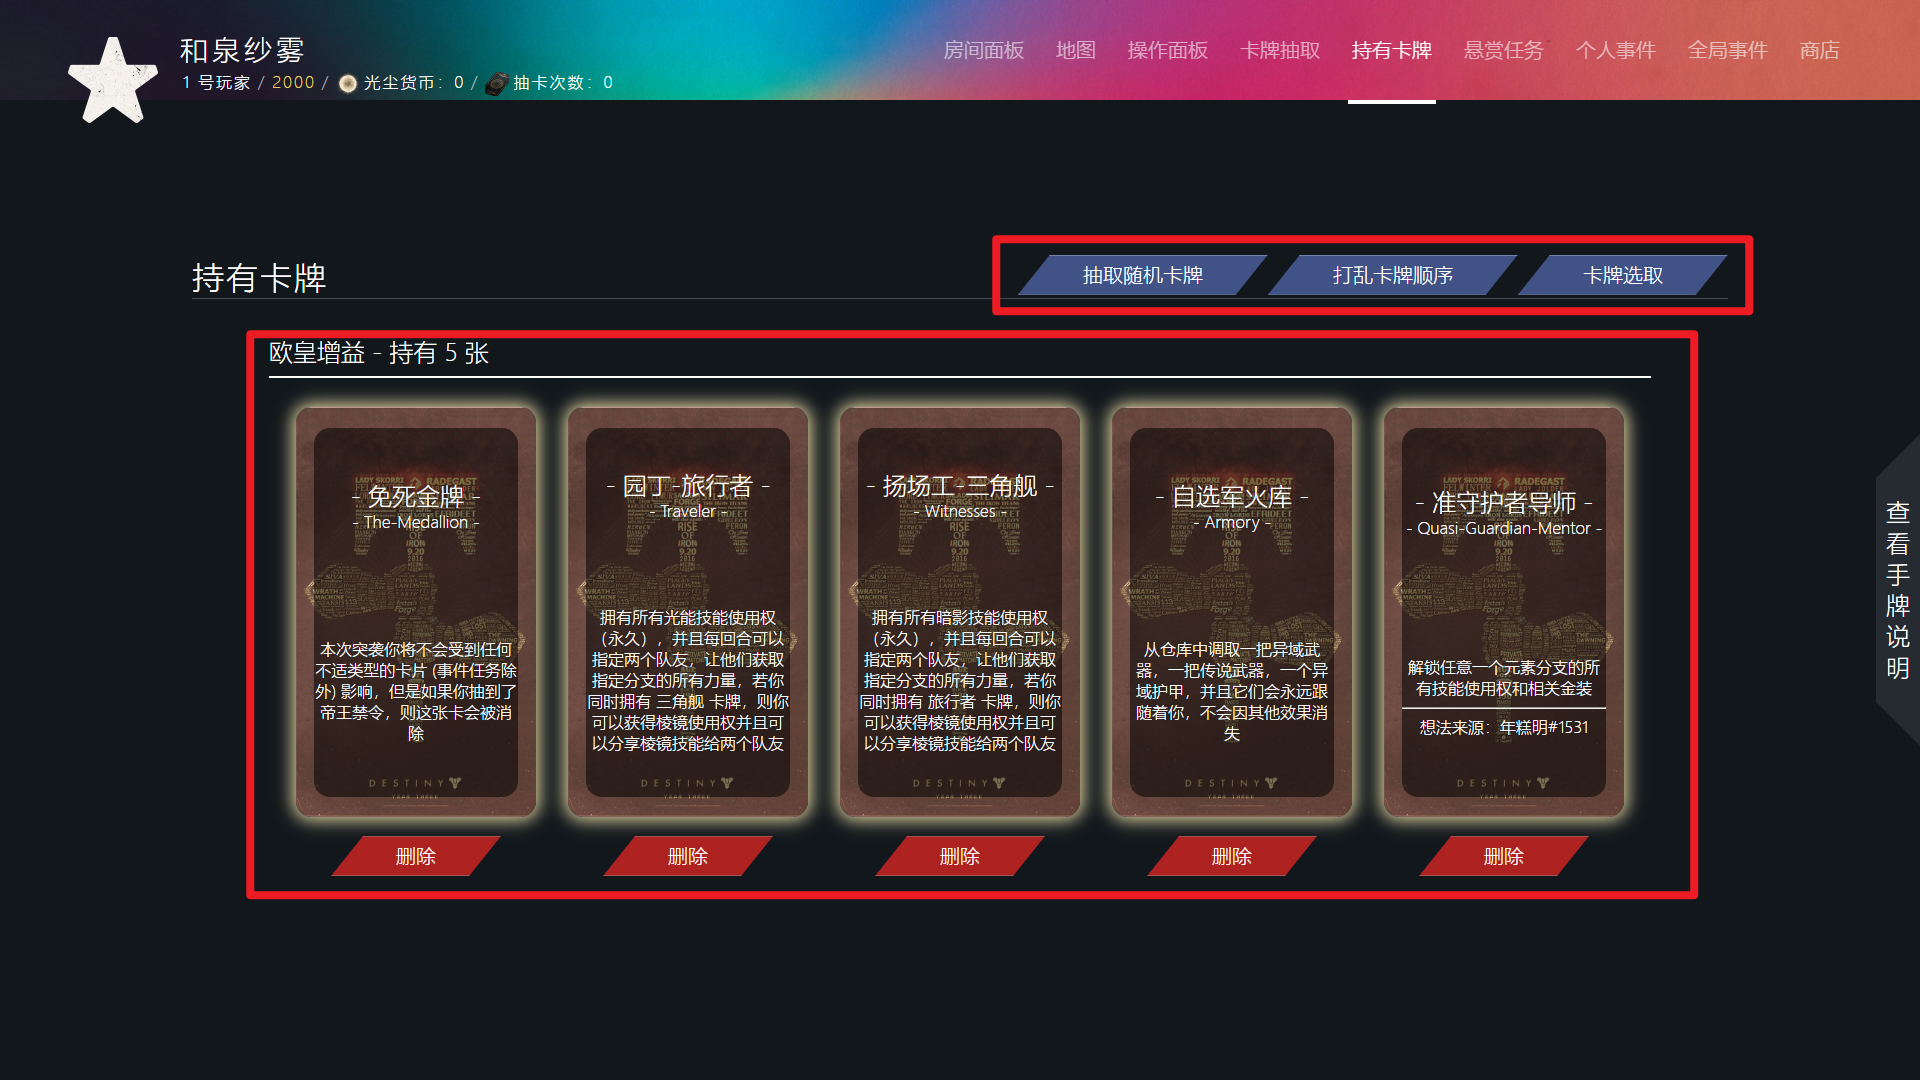 和泉纱雾
1 号玩家 / 2000 / 光尘货币：0 / 抽卡次数：0
房间面板 地图 操作面板 卡牌抽取 持有卡牌 悬赏任务 个人事件 全局事件 商店
持有卡牌
抽取随机卡牌 打乱卡牌顺序 卡牌选取
欧皇增益 - 持有 5 张
- 免死金牌 -
- The-Medallion -
本次突袭你将不会受到任何
不适类型的卡片 (事件任务除
外) 影响，但是如果你抽到了
帝王禁令，则这张卡会被消
除
DESTINY
删除
- 园丁 -旅行者 -
- Traveler -
拥有所有光能技能使用权
（永久），并且每回合可以
指定两个队友，让他们获取
指定分支的所有力量，若你
同时拥有 三角舰 卡牌，则你
可以获得棱镜使用权并且可
以分享棱镜技能给两个队友
DESTINY
删除
- 扬场工 -三角舰 -
- Witnesses -
拥有所有暗影技能使用权
（永久），并且每回合可以
指定两个队友，让他们获取
指定分支的所有力量，若你
同时拥有 旅行者 卡牌，则你
可以获得棱镜使用权并且可
以分享棱镜技能给两个队友
DESTINY
删除
- 自选军火库 -
- Armory -
从仓库中调取一把异域武
器，一把传说武器，一个异
域护甲，并且它们会永远跟
随着你，不会因其他效果消
失
DESTINY
删除
- 准守护者导师 -
- Quasi-Guardian-Mentor -
解锁任意一个元素分支的所
有技能使用权和相关金装
想法来源：年糕明#1531
DESTINY
删除
查看手牌说明